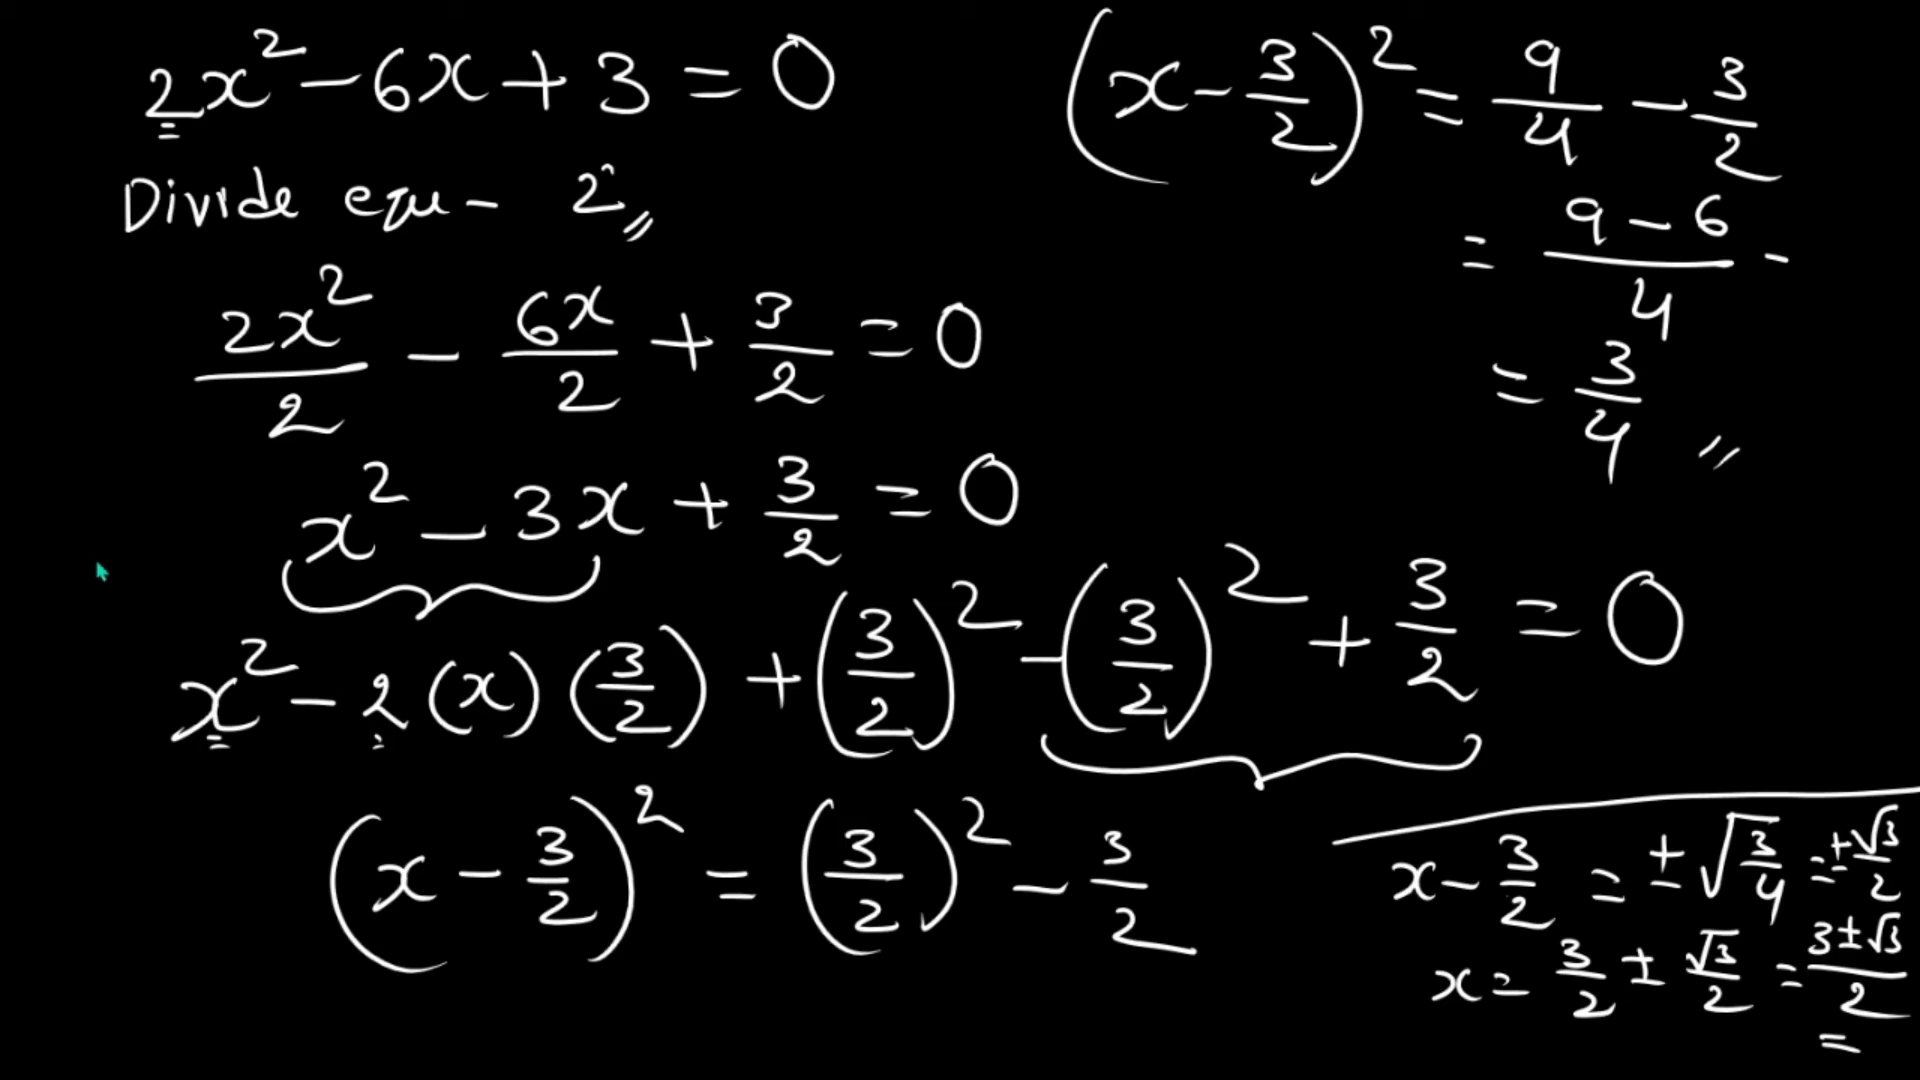 2x² - 6x + 3 = 0
Divide equ - 2
2x²/2 - 6x/2 + 3/2 = 0
x² - 3x + 3/2 = 0
x² - 2(x)(3/2) + (3/2)² - (3/2)² + 3/2 = 0
(x - 3/2)² = (3/2)² - 3/2
(x - 3/2)² = 9/4 - 3/2
= (9 - 6)/4
= 3/4
x - 3/2 = ± √(3/4) = ± √3/2
x = 3/2 ± √3/2 = (3 ± √3)/2